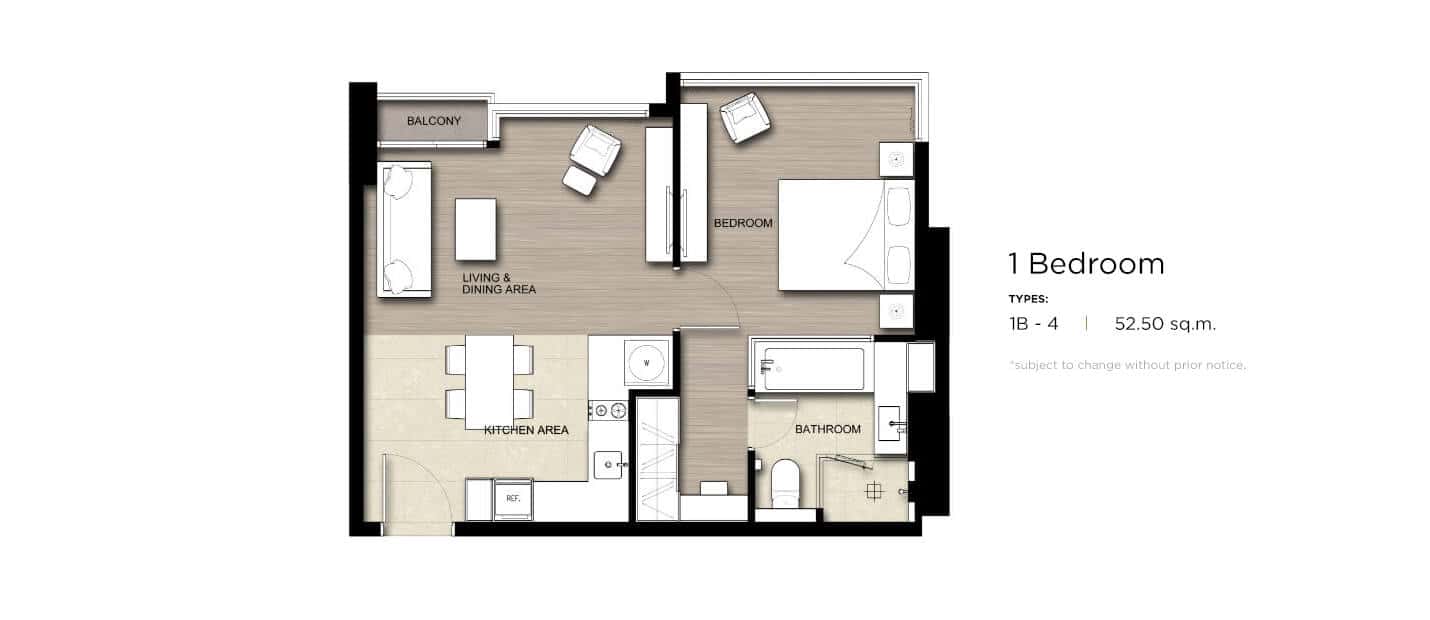 BALCONY
BEDROOM
LIVING &
DINING AREA
W
KITCHEN AREA
BATHROOM
REF.
1 Bedroom
TYPES:
1B - 4 | 52.50 sq.m.
*subject to change without prior notice.